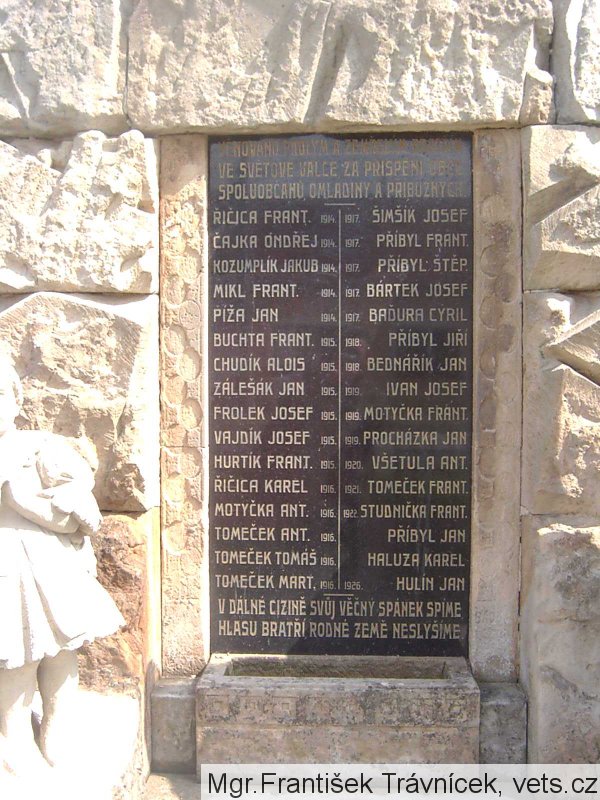 VĚNOVÁNO PADLÝM A ZEMŘELÝM
VE SVĚTOVÉ VÁLCE ZA PŘISPĚNÍ OBCE
SPOLUOBČANŮ, OMLADINY A PŘÍBUZNÝCH.
ŘIČICA FRANT. 1914. 1917. ŠIMŠÍK JOSEF
ČAJKA ONDŘEJ 1914. 1917. PŘIBYL FRANT.
KOZUMPLÍK JAKUB 1914. 1917. PŘIBYL ŠTĚP.
MIKL FRANT. 1914. 1917. BÁRTEK JOSEF
PÍŽA JAN 1914. 1917. BAĎURA CYRIL
BUCHTA FRANT. 1915. 1918. PŘIBYL JIŘÍ
CHUDÍK ALOIS 1915. 1918. BEDNAŘÍK JAN
ZÁLEŠÁK JAN 1915. 1919. IVAN JOSEF
FROLEK JOSEF 1915. 1919. MOTYČKA FRANT.
VAJDÍK JOSEF 1915. 1919. PROCHÁZKA JAN
HURTÍK FRANT. 1915. 1920. VŠETULA ANT.
ŘIČICA KAREL 1916. 1921. TOMEČEK FRANT.
MOTYČKA ANT. 1916. 1922. STUDNIČKA FRANT.
TOMEČEK ANT. 1916. PŘIBYL JAN
TOMEČEK TOMÁŠ 1916. HALUZA KAREL
TOMEČEK MART. 1916. 1926. HULÍN JAN
V DÁLNÉ CIZINĚ SVŮJ VĚČNÝ SPÁNEK SPÍME
HLASU BRATŘÍ RODNÉ ZEMĚ NESLYŠÍME.
Mgr.František Trávníček, vets.cz